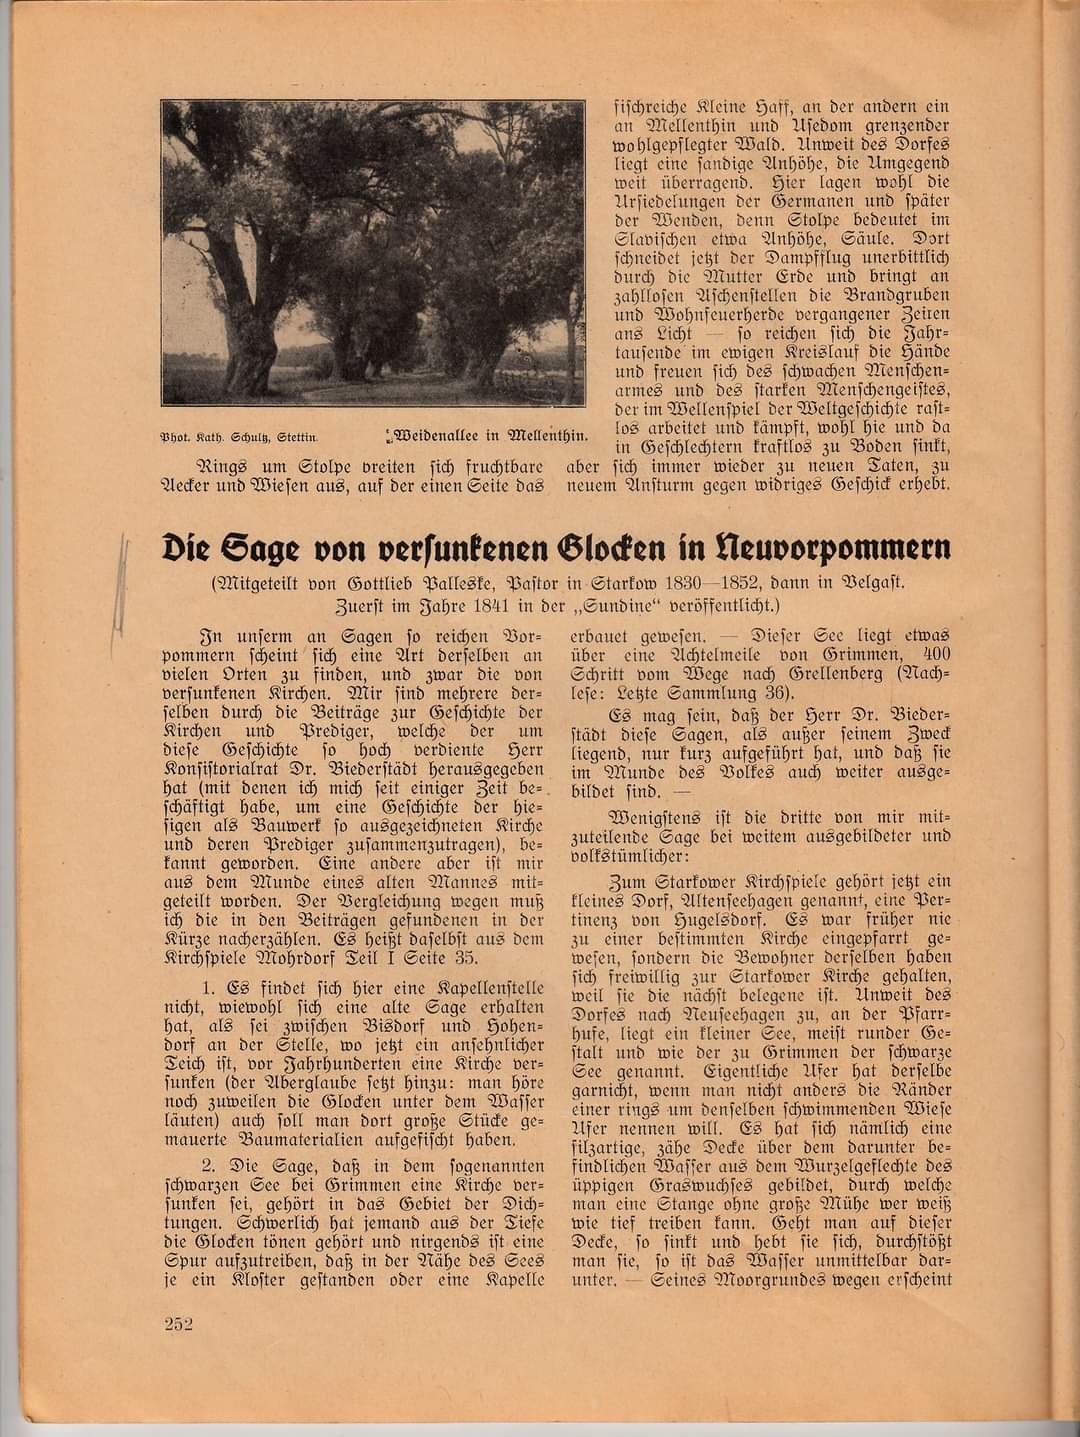 fischreiche Kleine Haff, an der andern ein
an Mellenthin und Usedom grenzender
wohlgepflegter Wald. Unweit des Dorfes
liegt eine sandige Anhöhe, die Umgegend
weit überragend. Hier lagen wohl die
Ursiedelungen der Germanen und später
der Wenden, denn Stolpe bedeutet im
Slavischen etwa Anhöhe, Säule. Dort
schneidet jetzt der Dampfflug unerbittlich
durch die Mutter Erde und bringt an
zahllosen Aschenstellen die Brandgruben
und Wohnfeuerherde vergangener Zeiten
ans Licht — so reichen sich die Jahr-
tausende im ewigen Kreislauf die Hände
und freuen sich des schwachen Menschen-
armes und des starken Menschengeistes,
der im Wellenspiel der Weltgeschichte rast-
los arbeitet und kämpft, wohl hie und da
in Geschlechtern kraftlos zu Boden sinkt,
Phot. Kath. Schultz, Stettin.
Weidenallee in Mellenthin.
Rings um Stolpe breiten sich fruchtbare
Aecker und Wiesen aus, auf der einen Seite das
aber sich immer wieder zu neuen Taten, zu
neuem Ansturm gegen widriges Geschick erhebt.
Die Sage von versunkenen Glocken in Neuvorpommern
(Mitgeteilt von Gottlieb Palleske, Pastor in Starkow 1830—1852, dann in Velgast.
Zuerst im Jahre 1841 in der „Sundine“ veröffentlicht.)
In unserm an Sagen so reichen Vor-
pommern scheint sich eine Art derselben an
vielen Orten zu finden, und zwar die von
versunkenen Kirchen. Mir sind mehrere der-
selben durch die Beiträge zur Geschichte der
Kirchen und Prediger, welche der um
diese Geschichte so hoch verdiente Herr
Konsistorialrat Dr. Biederstädt herausgegeben
hat (mit denen ich mich seit einiger Zeit be-
schäftigt habe, um eine Geschichte der hie-
sigen als Bauwerk so ausgezeichneten Kirche
und deren Prediger zusammenzutragen), be-
kannt geworden. Eine andere aber ist mir
aus dem Munde eines alten Mannes mit-
geteilt worden. Der Vergleichung wegen muß
ich die in den Beiträgen gefundenen in der
Kürze nacherzählen. Es heißt daselbst aus dem
Kirchspiele Mohrdorf Teil I Seite 35.
1. Es findet sich hier eine Kapellenstelle
nicht, wiewohl sich eine alte Sage erhalten
hat, als sei zwischen Bisdorf und Hohen-
dorf an der Stelle, wo jetzt ein ansehnlicher
Teich ist, vor Jahrhunderten eine Kirche ver-
sunken (der Aberglaube setzt hinzu: man höre
noch zuweilen die Glocken unter dem Wasser
läuten) auch soll man dort große Stücke ge-
mauerte Baumaterialien aufgefischt haben.
2. Die Sage, daß in dem sogenannten
schwarzen See bei Grimmen eine Kirche ver-
sunken sei, gehört in das Gebiet der Dich-
tungen. Schwerlich hat jemand aus der Tiefe
die Glocken tönen gehört und nirgends ist eine
Spur aufzutreiben, daß in der Nähe des Sees
je ein Kloster gestanden oder eine Kapelle
erbauet gewesen. — Dieser See liegt etwas
über eine Achtelmeile von Grimmen, 400
Schritt vom Wege nach Grellenberg (Nach-
lese: Letzte Sammlung 36).
Es mag sein, daß der Herr Dr. Bieder-
städt diese Sagen, als außer seinem Zweck
liegend, nur kurz aufgeführt hat, und daß sie
im Munde des Volkes auch weiter ausge-
bildet sind. —
Wenigstens ist die dritte von mir mit-
zuteilende Sage bei weitem ausgebildeter und
volkstümlicher:
Zum Starkower Kirchspiele gehört jetzt ein
kleines Dorf, Altenseehagen genannt, eine Per-
tinenz von Hugelsdorf. Es war früher nie
zu einer bestimmten Kirche eingepfarrt ge-
wesen, sondern die Bewohner derselben haben
sich freiwillig zur Starkower Kirche gehalten,
weil sie die nächst belegene ist. Unweit des
Dorfes nach Neuseehagen zu, an der Pfarr-
hufe, liegt ein kleiner See, meist runder Ge-
stalt und wie der zu Grimmen der schwarze
See genannt. Eigentliche Ufer hat derselbe
garnicht, wenn man nicht anders die Ränder
einer rings um denselben schwimmenden Wiese
Ufer nennen will. Es hat sich nämlich eine
filzartige, zähe Decke über dem darunter be-
findlichen Wasser aus dem Wurzelgeflechte des
üppigen Graswuchses gebildet, durch welche
man eine Stange ohne große Mühe wer weiß
wie tief treiben kann. Geht man auf dieser
Decke, so sinkt und hebt sie sich, durchstößt
man sie, so ist das Wasser unmittelbar dar-
unter. — Seines Moorgrundes wegen erscheint
252